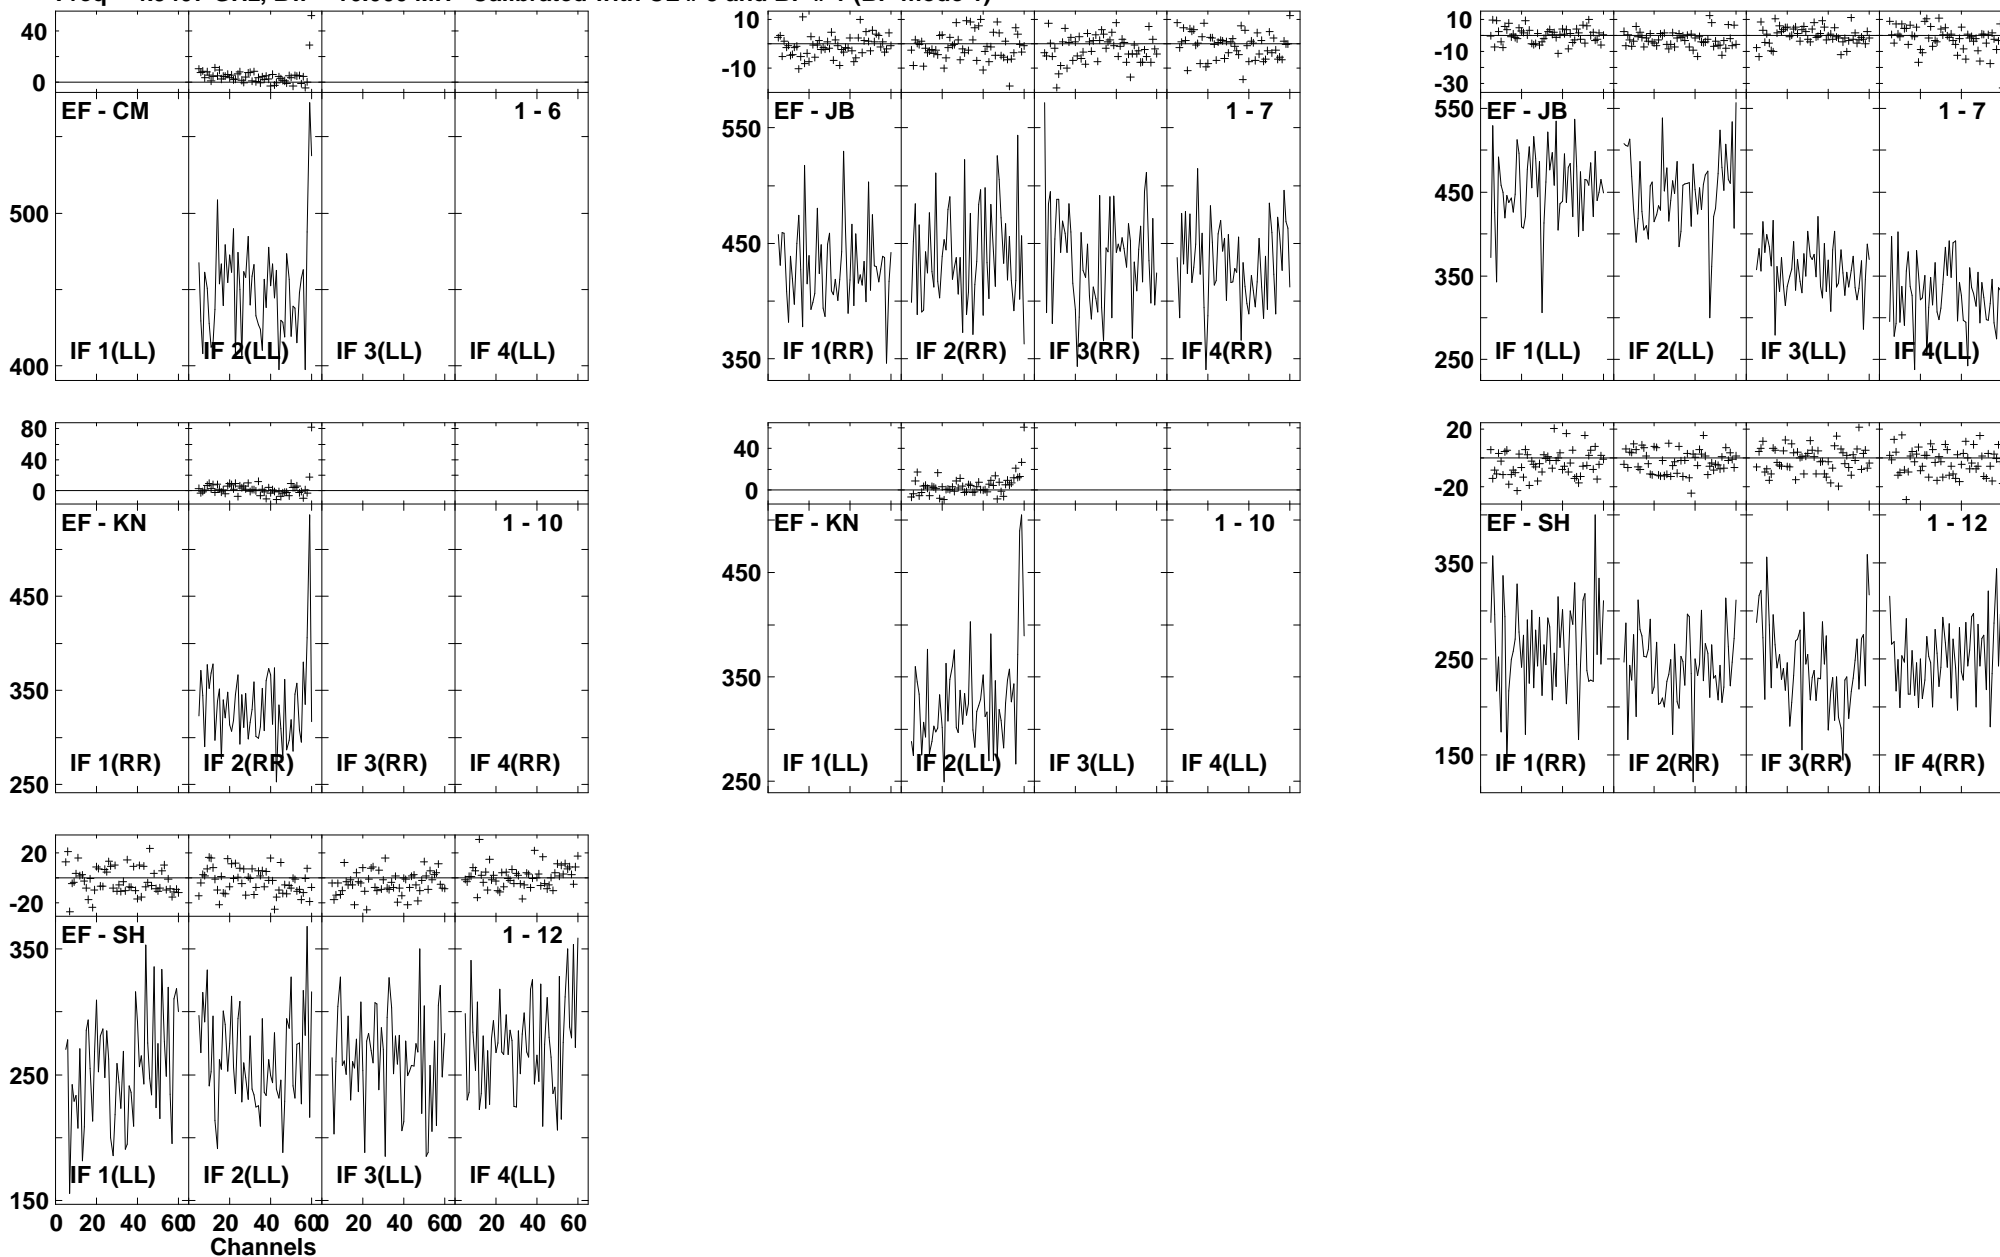 40
0
EF - CM
1 - 6
500
400
IF 1(LL)
IF 2(LL)
IF 3(LL)
IF 4(LL)
10
-10
EF - JB
1 - 7
550
450
350
IF 1(RR)
IF 2(RR)
IF 3(RR)
IF 4(RR)
10
-10
-30
EF - JB
1 - 7
550
450
350
250
IF 1(LL)
IF 2(LL)
IF 3(LL)
IF 4(LL)
80
40
0
EF - KN
1 - 10
450
350
250
IF 1(RR)
IF 2(RR)
IF 3(RR)
IF 4(RR)
40
0
EF - KN
1 - 10
450
350
250
IF 1(LL)
IF 2(LL)
IF 3(LL)
IF 4(LL)
20
-20
EF - SH
1 - 12
350
250
150
IF 1(RR)
IF 2(RR)
IF 3(RR)
IF 4(RR)
20
-20
EF - SH
1 - 12
350
250
150
IF 1(LL)
IF 2(LL)
IF 3(LL)
IF 4(LL)
0 20 40 60 0 20 40 60 0 20 40 60 0 20 40 60
Channels